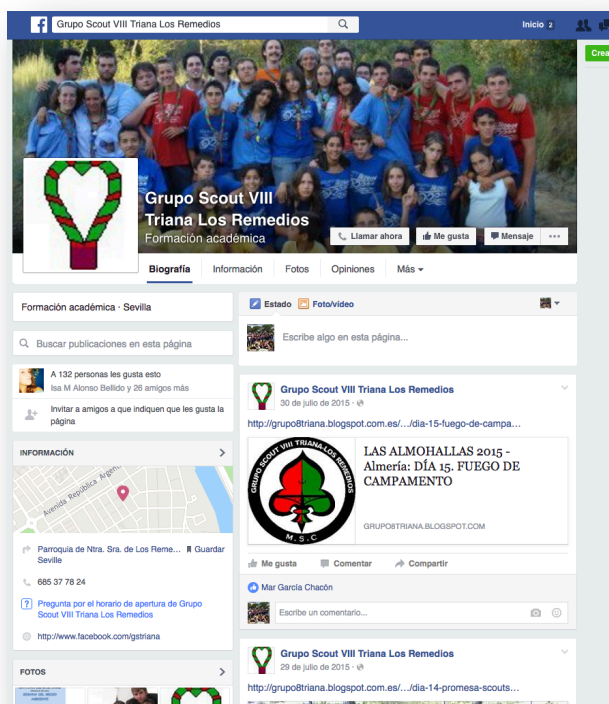 Grupo Scout VIII Triana Los Remedios
Inicio 2
Crea
Grupo Scout VIII
Triana Los Remedios
Formación académica
Llamar ahora
Me gusta
Mensaje
Biografía
Información
Fotos
Opiniones
Más
Formación académica · Sevilla
Buscar publicaciones en esta página
A 132 personas les gusta esto
Isa M Alonso Bellido y 26 amigos más
Invitar a amigos a que indiquen que les gusta la
página
INFORMACIÓN
Avenida República Argen
Parroquia de Ntra. Sra. de Los Reme...
Guardar
Seville
685 37 78 24
Pregunta por el horario de apertura de Grupo
Scout VIII Triana Los Remedios
http://www.facebook.com/gstriana
FOTOS
Estado
Foto/vídeo
Escribe algo en esta página...
Grupo Scout VIII Triana Los Remedios
30 de julio de 2015 ·
http://grupo8triana.blogspot.com.es/.../dia-15-fuego-de-campa...
GRUPO SCOUT VIII TRIANA-LOS REMEDIOS
M.S.C
LAS ALMOHALLAS 2015 -
Almería: DÍA 15. FUEGO DE
CAMPAMENTO
GRUPO8TRIANA.BLOGSPOT.COM
Me gusta
Comentar
Compartir
Mar García Chacón
Escribe un comentario...
Grupo Scout VIII Triana Los Remedios
29 de julio de 2015 ·
http://grupo8triana.blogspot.com.es/.../dia-14-promesa-scouts...